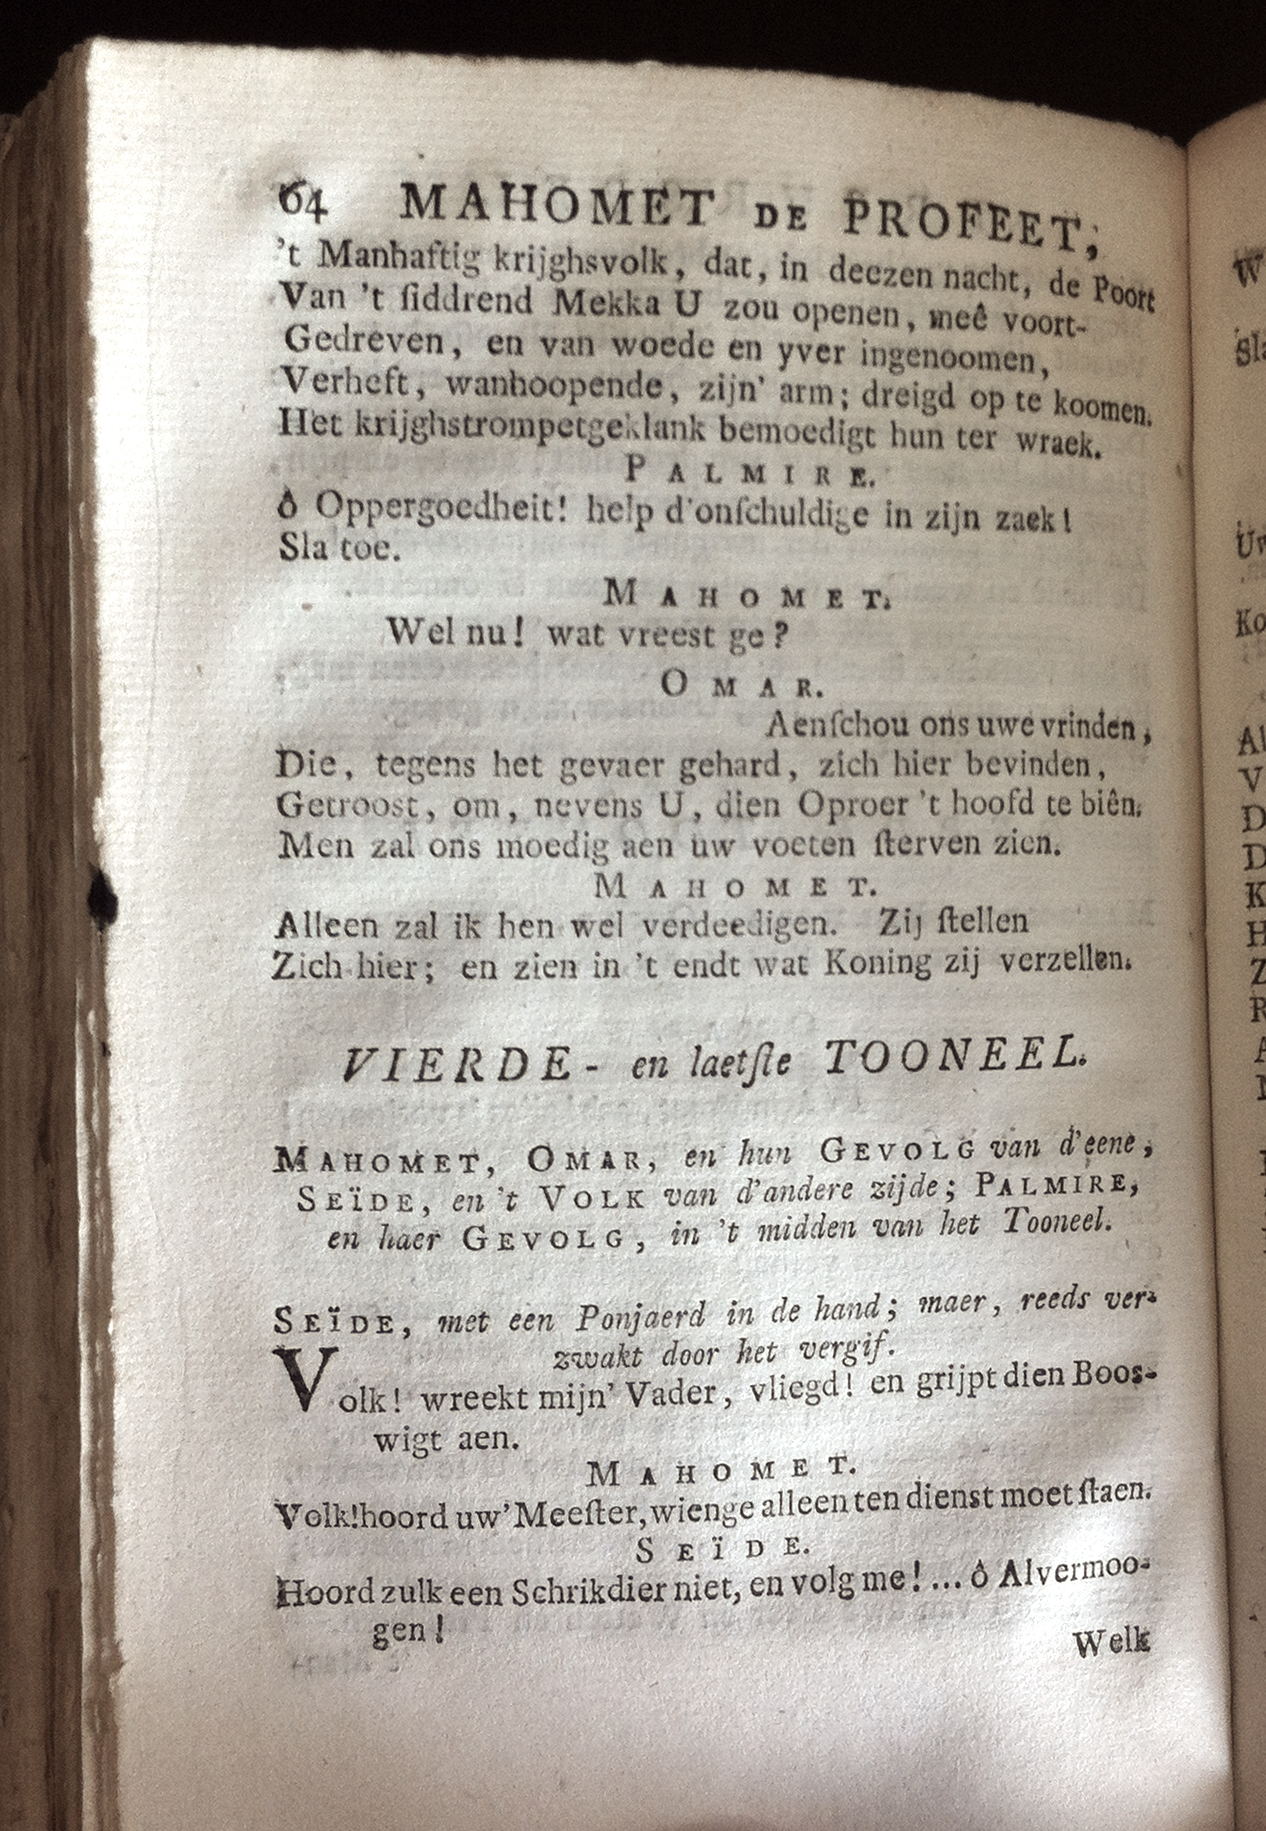 64 MAHOMET DE PROFEET,
't Manhaftig krijghsvolk, dat, in deezen nacht, de Poort
Van 't ſiddrend Mekka U zou openen, meê voort-
Gedreven, en van woede en yver ingenoomen,
Verheft, wanhoopende, zijn' arm; dreigd op te koomen.
Het krijghstrompetgeklank bemoedigt hun ter wraek.
PALMIRE.
ô Oppergoedheit! help d'onſchuldige in zijn zaek!
Sla toe.
MAHOMET.
Wel nu! wat vreest ge?
OMAR.
Aenſchou ons uwe vrinden,
Die, tegens het gevaer gehard, zich hier bevinden,
Getroost, om, nevens U, dien Oproer 't hoofd te biên.
Men zal ons moedig aen uw voeten ſterven zien.
MAHOMET.
Alleen zal ik hen wel verdeedigen. Zij ſtellen
Zich hier; en zien in 't endt wat Koning zij verzellen.
VIERDE- en laetſte TOONEEL.
MAHOMET, OMAR, en hun GEVOLG van d'eene,
SEÏDE, en 't VOLK van d'andere zijde; PALMIRE,
en haer GEVOLG, in 't midden van het Tooneel.
SEÏDE, met een Ponjaerd in de hand; maer, reeds ver-
zwakt door het vergif.
Volk! wreekt mijn' Vader, vliegd! en grijpt dien Boos-
wigt aen.
MAHOMET.
Volk! hoord uw' Meeſter, wien ge alleen ten dienst moet ſtaen.
SEÏDE.
Hoord zulk een Schrikdier niet, en volg me! ... ô Alvermoo-
gen!
Welk